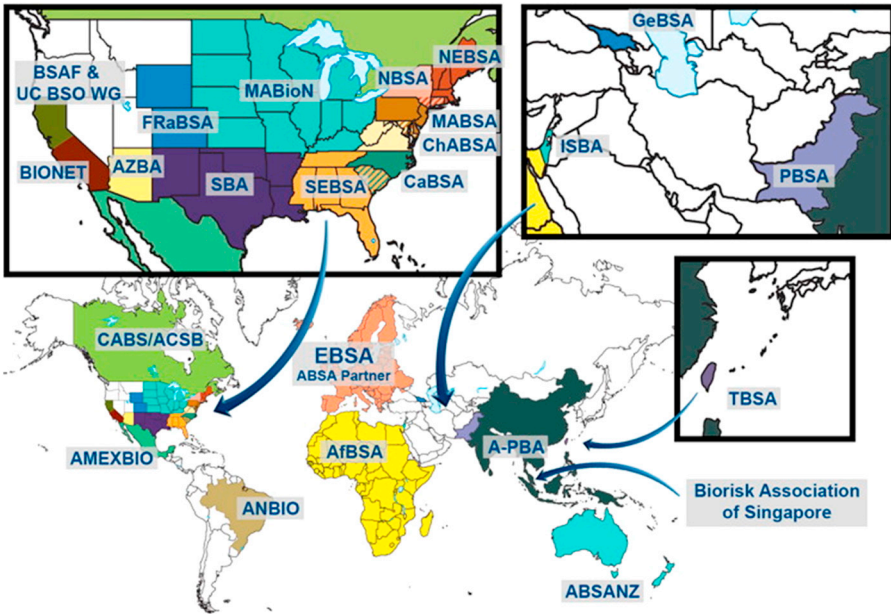 BSAF &
UC BSO WG
MABioN
NBSA
NEBSA
FRaBSA
MABSA
ChABSA
BIONET
AZBA
SBA
SEBSA
CaBSA
GeBSA
ISBA
PBSA
CABS/ACSB
EBSA
ABSA Partner
TBSA
AMEXBIO
AfBSA
A-PBA
ANBIO
Biorisk Association
of Singapore
ABSANZ